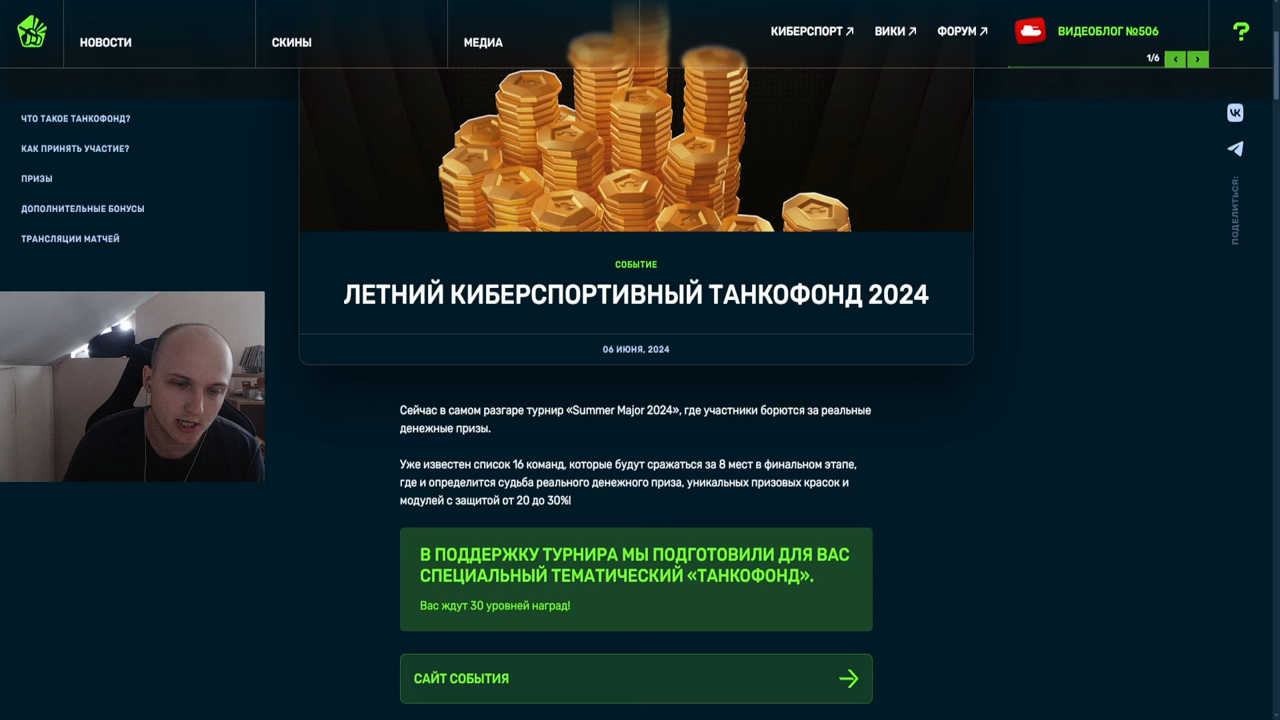 НОВОСТИ
СКИНЫ
МЕДИА
КИБЕРСПОРТ
ВИКИ
ФОРУМ
ВИДЕОБЛОГ №506
?
1/6
ЧТО ТАКОЕ ТАНКОФОНД?
КАК ПРИНЯТЬ УЧАСТИЕ?
ПРИЗЫ
ДОПОЛНИТЕЛЬНЫЕ БОНУСЫ
ТРАНСЛЯЦИИ МАТЧЕЙ
ПОДЕЛИТЬСЯ:
СОБЫТИЕ
ЛЕТНИЙ КИБЕРСПОРТИВНЫЙ ТАНКОФОНД 2024
06 ИЮНЯ, 2024
Сейчас в самом разгаре турнир «Summer Major 2024», где участники борются за реальные
денежные призы.
Уже известен список 16 команд, которые будут сражаться за 8 мест в финальном этапе,
где и определится судьба реального денежного приза, уникальных призовых красок и
модулей с защитой от 20 до 30%!
В ПОДДЕРЖКУ ТУРНИРА МЫ ПОДГОТОВИЛИ ДЛЯ ВАС
СПЕЦИАЛЬНЫЙ ТЕМАТИЧЕСКИЙ «ТАНКОФОНД».
Вас ждут 30 уровней наград!
САЙТ СОБЫТИЯ